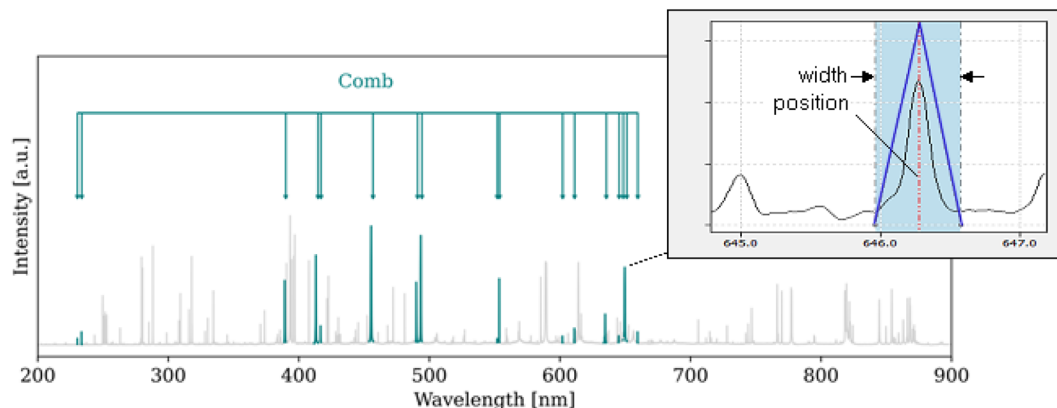 Comb
width
position
645.0 646.0 647.0
Intensity [a.u.]
200 300 400 500 600 700 800 900
Wavelength [nm]